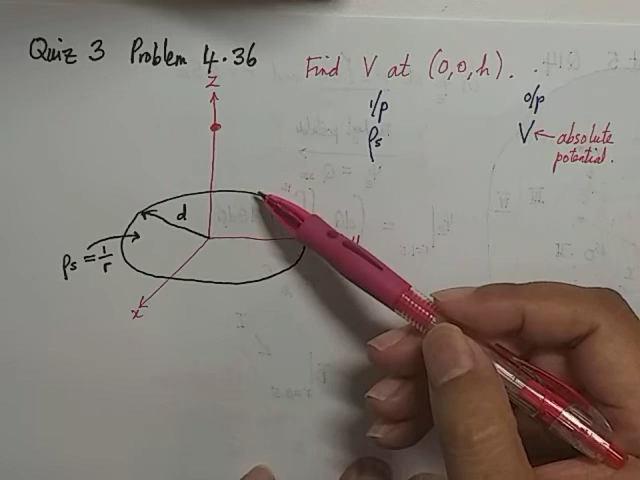 Quiz 3 Problem 4.36
Find V at (0,0,h).
i/p o/p
ρs V ← absolute potential.
z
d
ρs = 1/r
x